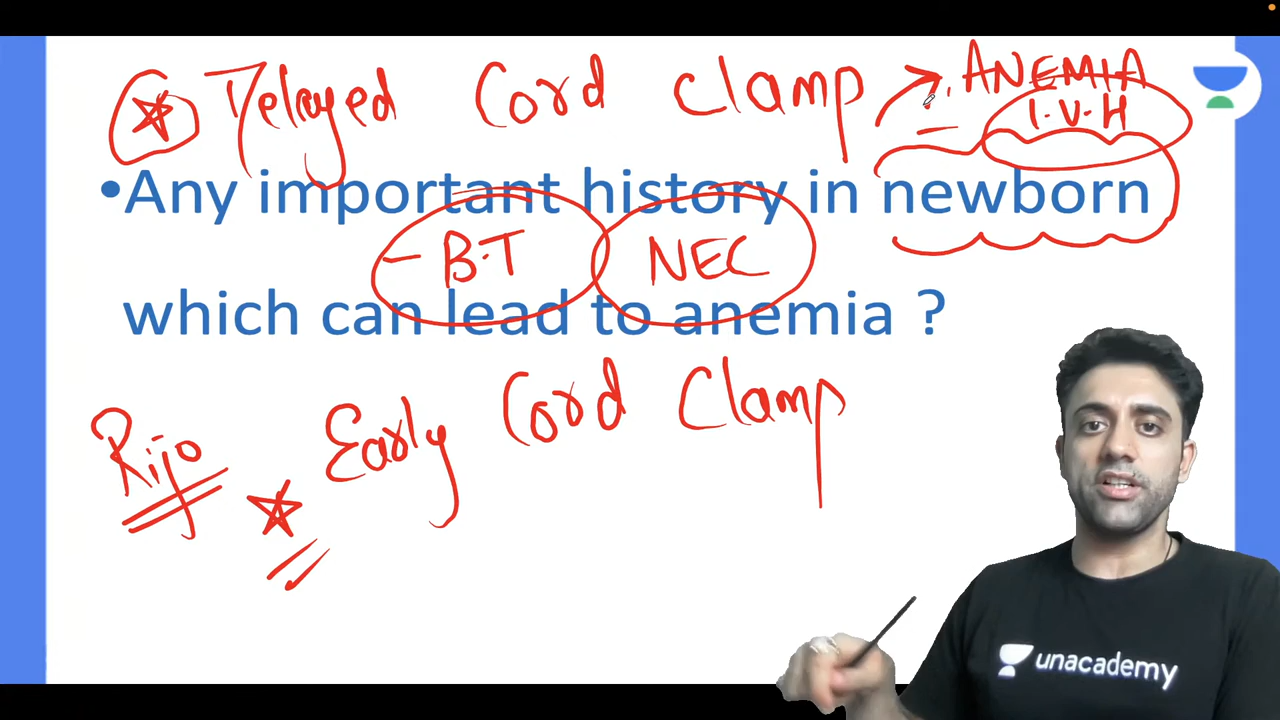 Delayed Cord Clamp → ANEMIA
I.V.H
•Any important history in newborn
- B.T NEC
which can lead to anemia ?
Early Cord Clamp
Rijo
unacademy